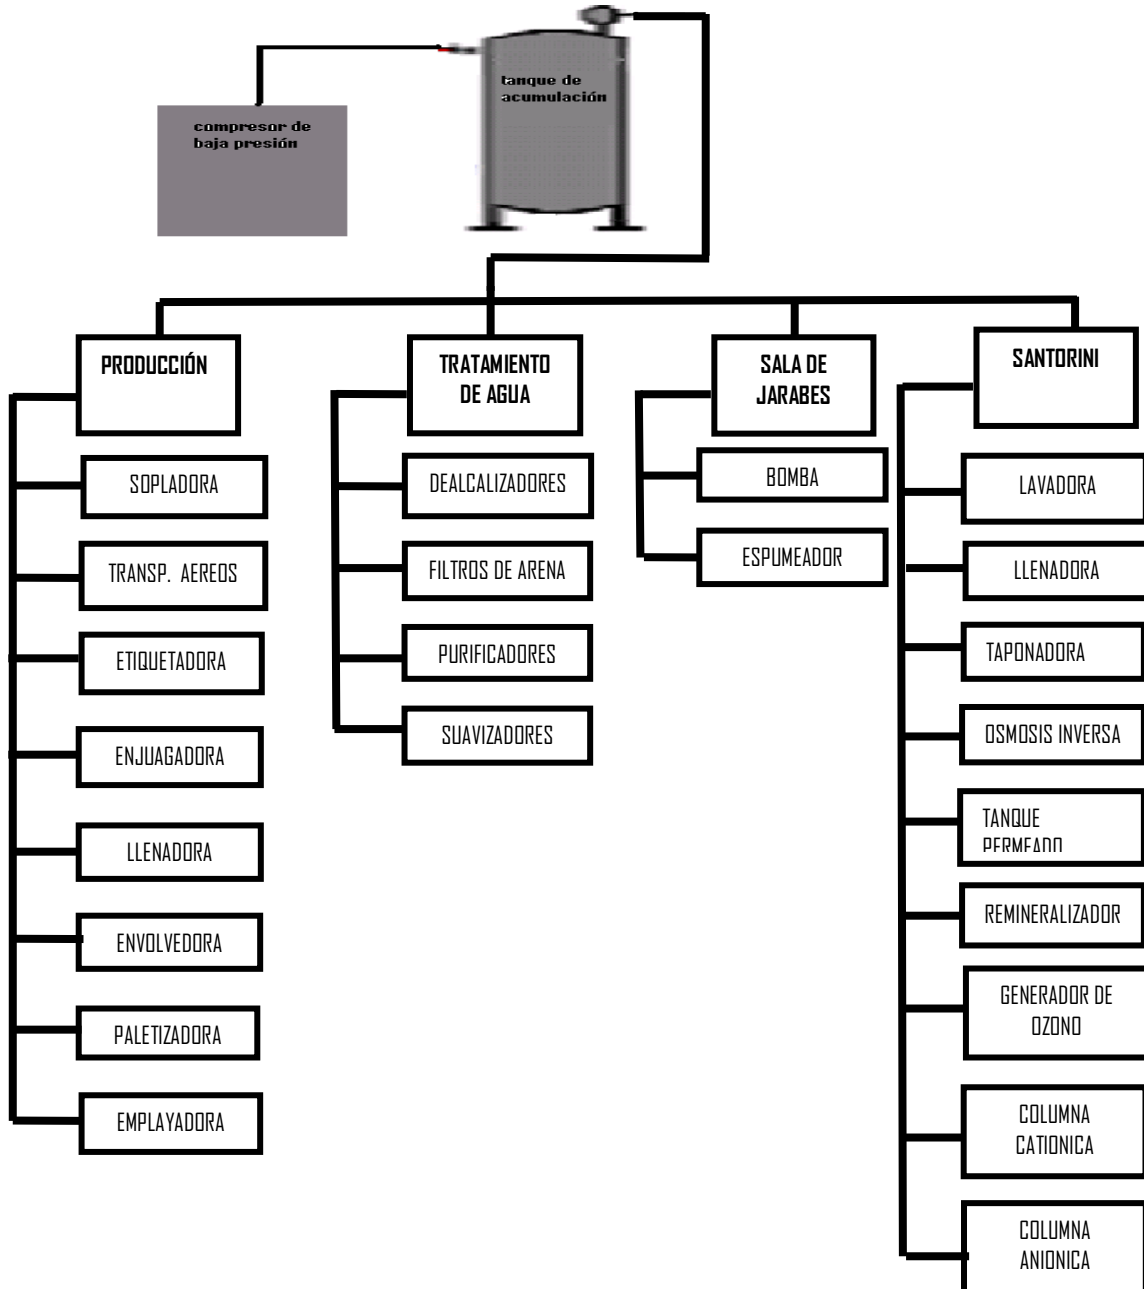 compresor de
baja presión
tanque de
acumulación
PRODUCCIÓN
SOPLADORA
TRANSP. AEREOS
ETIQUETADORA
ENJUAGADORA
LLENADORA
ENVOLVEDORA
PALETIZADORA
EMPLAYADORA
TRATAMIENTO
DE AGUA
DEALCALIZADORES
FILTROS DE ARENA
PURIFICADORES
SUAVIZADORES
SALA DE
JARABES
BOMBA
ESPUMEADOR
SANTORINI
LAVADORA
LLENADORA
TAPONADORA
OSMOSIS INVERSA
TANQUE
PERMEADO
REMINERALIZADOR
GENERADOR DE
OZONO
COLUMNA
CATIONICA
COLUMNA
ANIONICA